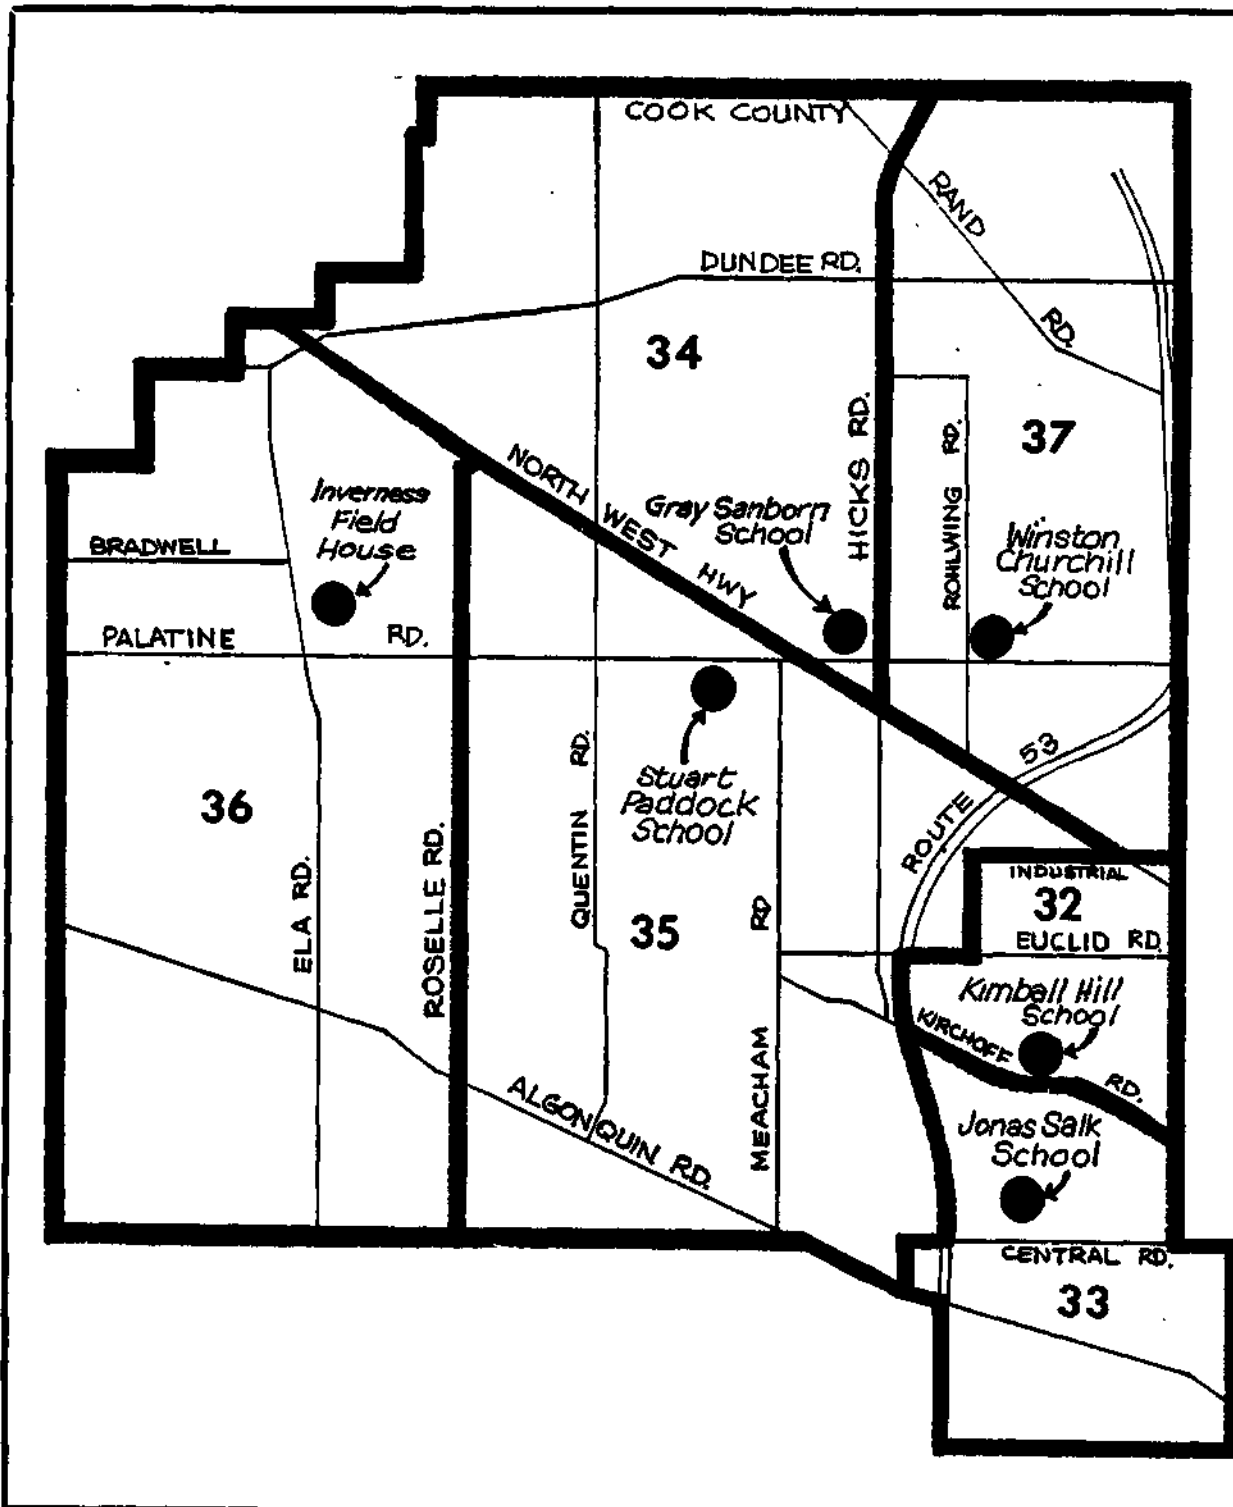 COOK COUNTY
RAND
RD.
DUNDEE RD.
34
HICKS RD.
ROHLWING RD.
37
NORTH WEST HWY
Inverness
Field
House
Gray Sanborn
School
Winston
Churchill
School
BRADWELL
PALATINE RD.
Stuart
Paddock
School
QUENTIN RD.
36
ELA RD.
ROSELLE RD.
35
MEACHAM RD
ROUTE 53
INDUSTRIAL
32
EUCLID RD.
Kimball Hill
School
KIRCHOFF RD.
Jonas Salk
School
ALGONQUIN RD.
CENTRAL RD.
33